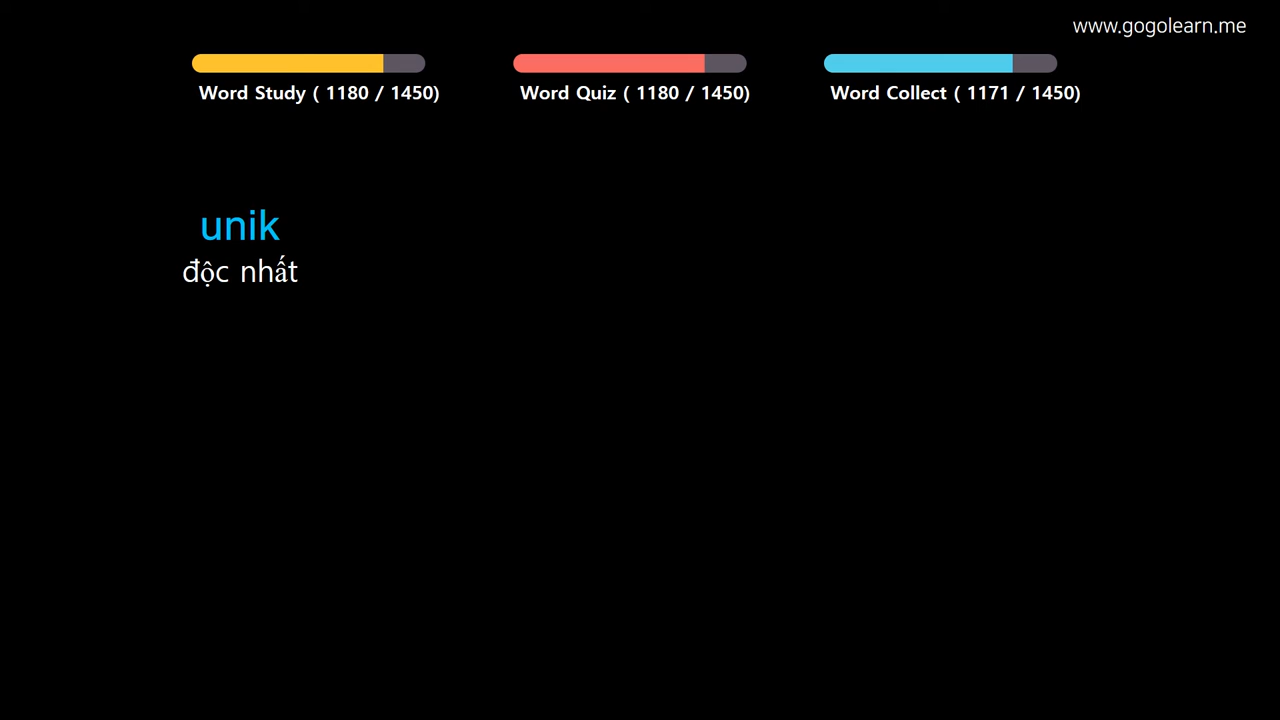 www.gogolearn.me
Word Study ( 1180 / 1450)
Word Quiz ( 1180 / 1450)
Word Collect ( 1171 / 1450)
unik
độc nhất